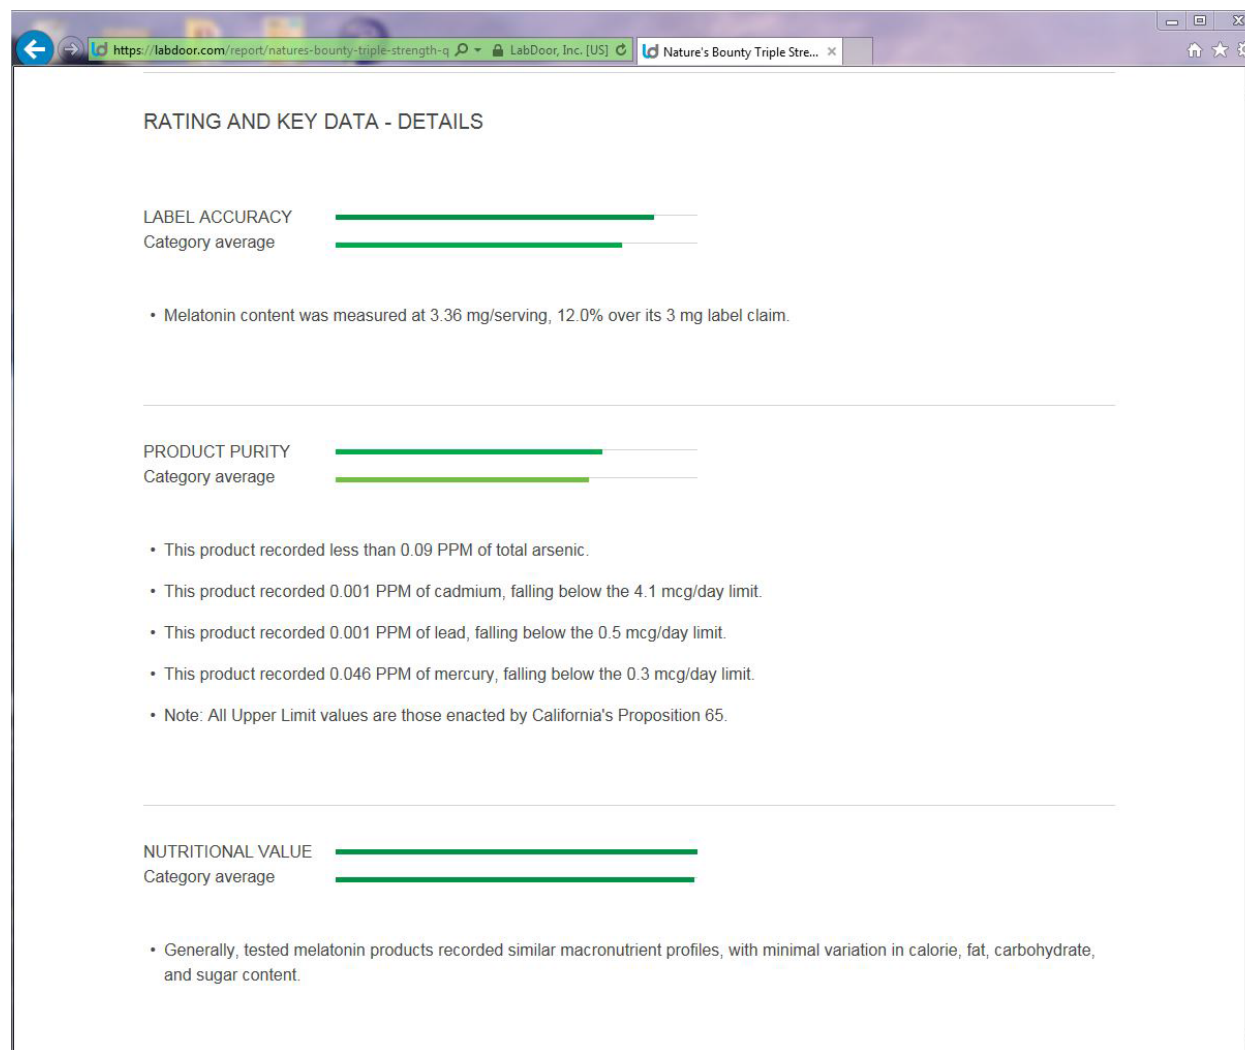 https://labdoor.com/report/natures-bounty-triple-strength-q
LabDoor, Inc. [US]
Nature's Bounty Triple Stre...
RATING AND KEY DATA - DETAILS
LABEL ACCURACY
Category average
• Melatonin content was measured at 3.36 mg/serving, 12.0% over its 3 mg label claim.
PRODUCT PURITY
Category average
• This product recorded less than 0.09 PPM of total arsenic.
• This product recorded 0.001 PPM of cadmium, falling below the 4.1 mcg/day limit.
• This product recorded 0.001 PPM of lead, falling below the 0.5 mcg/day limit.
• This product recorded 0.046 PPM of mercury, falling below the 0.3 mcg/day limit.
• Note: All Upper Limit values are those enacted by California's Proposition 65.
NUTRITIONAL VALUE
Category average
• Generally, tested melatonin products recorded similar macronutrient profiles, with minimal variation in calorie, fat, carbohydrate,
and sugar content.